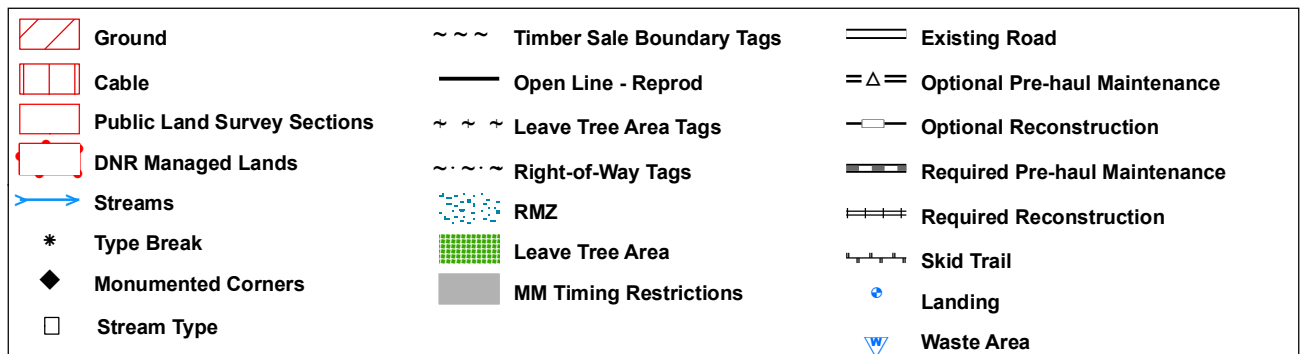 Ground
Cable
Public Land Survey Sections
DNR Managed Lands
Streams
Type Break
Monumented Corners
Stream Type
Timber Sale Boundary Tags
Open Line - Reprod
Leave Tree Area Tags
Right-of-Way Tags
RMZ
Leave Tree Area
MM Timing Restrictions
Existing Road
Optional Pre-haul Maintenance
Optional Reconstruction
Required Pre-haul Maintenance
Required Reconstruction
Skid Trail
Landing
W Waste Area